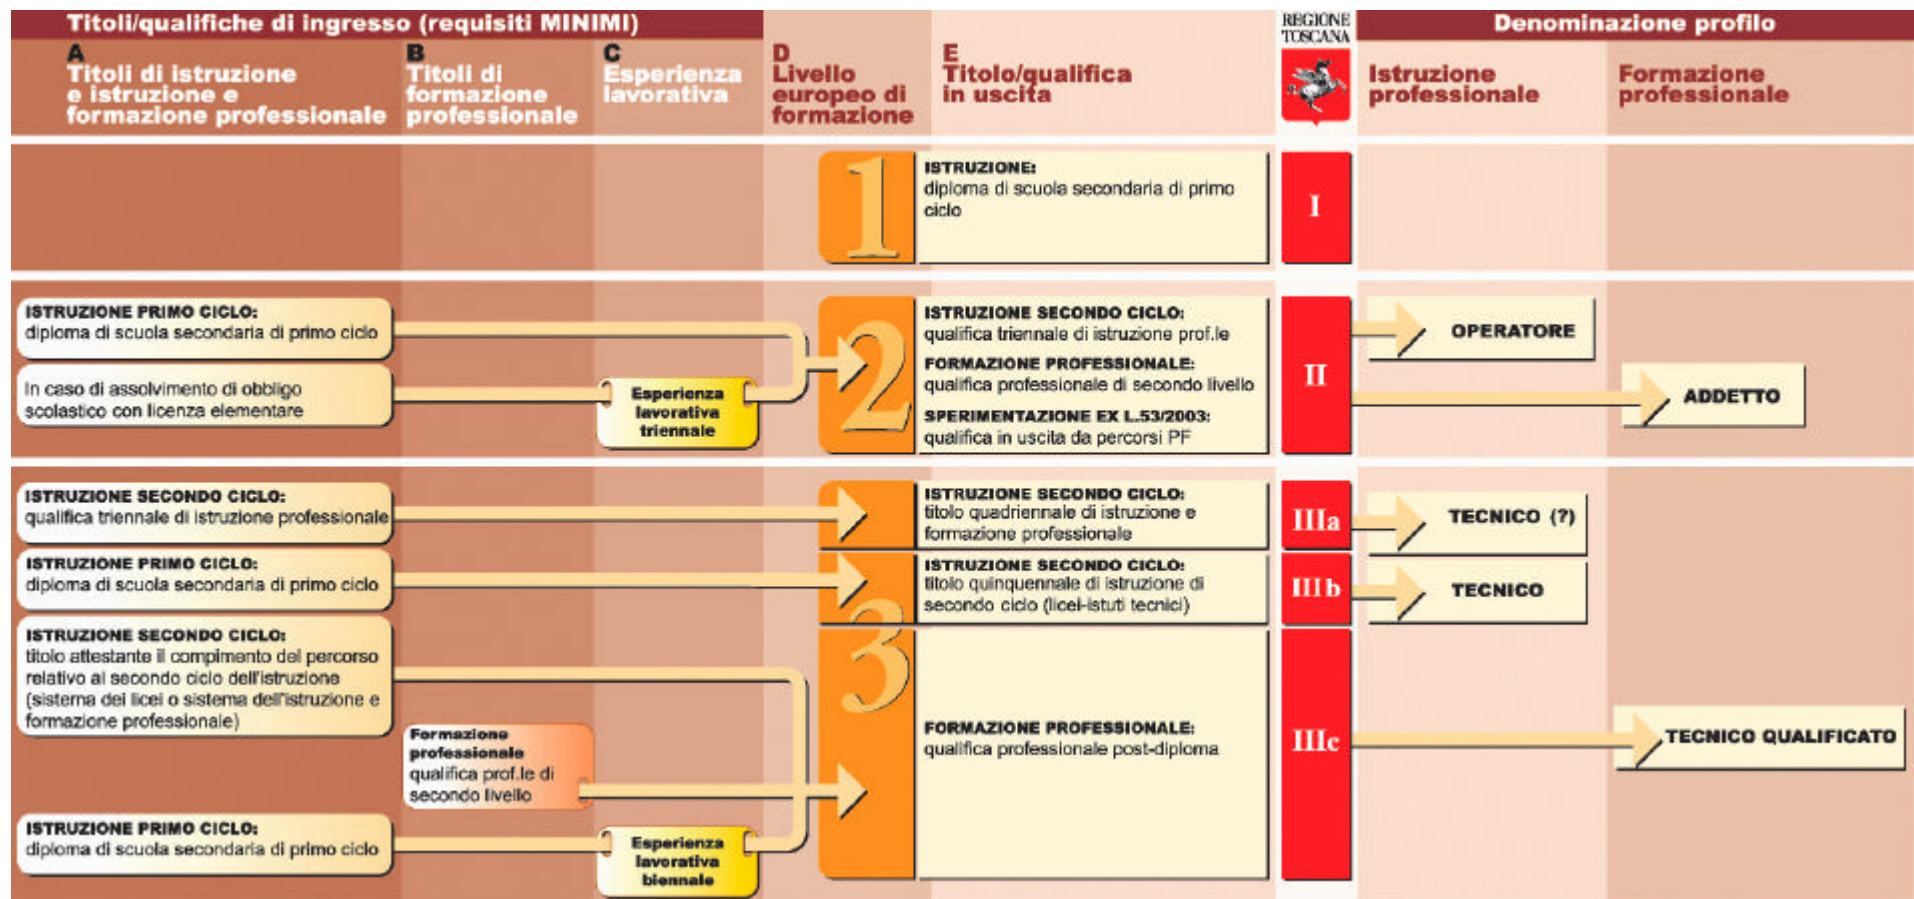 Titoli/qualifiche di ingresso (requisiti MINIMI)
REGIONE
TOSCANA
Denominazione profilo
A
Titoli di istruzione
e istruzione e
formazione professionale
B
Titoli di
formazione
professionale
C
Esperienza
lavorativa
D
Livello
europeo di
formazione
E
Titolo/qualifica
in uscita
Istruzione
professionale
Formazione
professionale
1
ISTRUZIONE:
diploma di scuola secondaria di primo
ciclo
I
ISTRUZIONE PRIMO CICLO:
diploma di scuola secondaria di primo ciclo
In caso di assolvimento di obbligo
scolastico con licenza elementare
Esperienza
lavorativa
triennale
2
ISTRUZIONE SECONDO CICLO:
qualifica triennale di istruzione prof.le
FORMAZIONE PROFESSIONALE:
qualifica professionale di secondo livello
SPERIMENTAZIONE EX L.53/2003:
qualifica in uscita da percorsi PF
II
OPERATORE
ADDETTO
ISTRUZIONE SECONDO CICLO:
qualifica triennale di istruzione professionale
ISTRUZIONE SECONDO CICLO:
titolo quadriennale di istruzione e
formazione professionale
IIIa
TECNICO (?)
ISTRUZIONE PRIMO CICLO:
diploma di scuola secondaria di primo ciclo
3
ISTRUZIONE SECONDO CICLO:
titolo quinquennale di istruzione di
secondo ciclo (licei-istuti tecnici)
IIIb
TECNICO
ISTRUZIONE SECONDO CICLO:
titolo attestante il compimento del percorso
relativo al secondo ciclo dell'istruzione
(sistema dei licei o sistema dell'istruzione e
formazione professionale)
Formazione
professionale
qualifica prof.le di
secondo livello
ISTRUZIONE PRIMO CICLO:
diploma di scuola secondaria di primo ciclo
Esperienza
lavorativa
biennale
FORMAZIONE PROFESSIONALE:
qualifica professionale post-diploma
IIIc
TECNICO QUALIFICATO